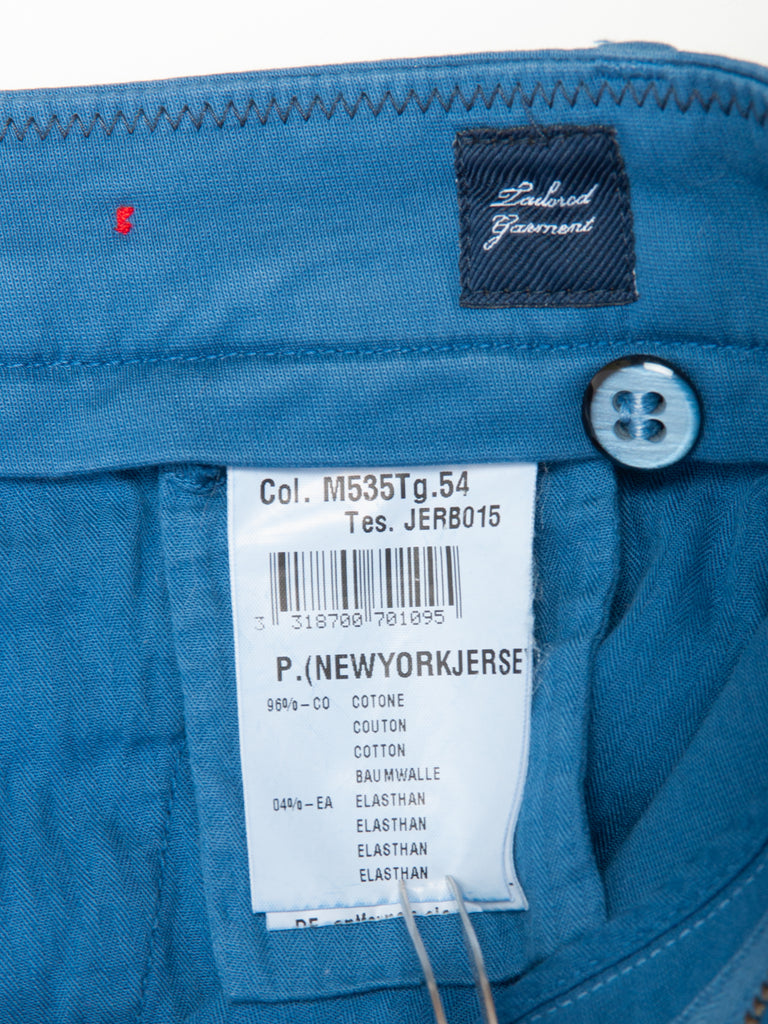 Tailored
Garment
Col. M535Tg.54
Tes. JERB015
3 318700 701095
P.(NEWYORKJERSE
96%-CO COTONE
COUTON
COTTON
BAUMWALLE
04%-EA ELASTHAN
ELASTHAN
ELASTHAN
ELASTHAN